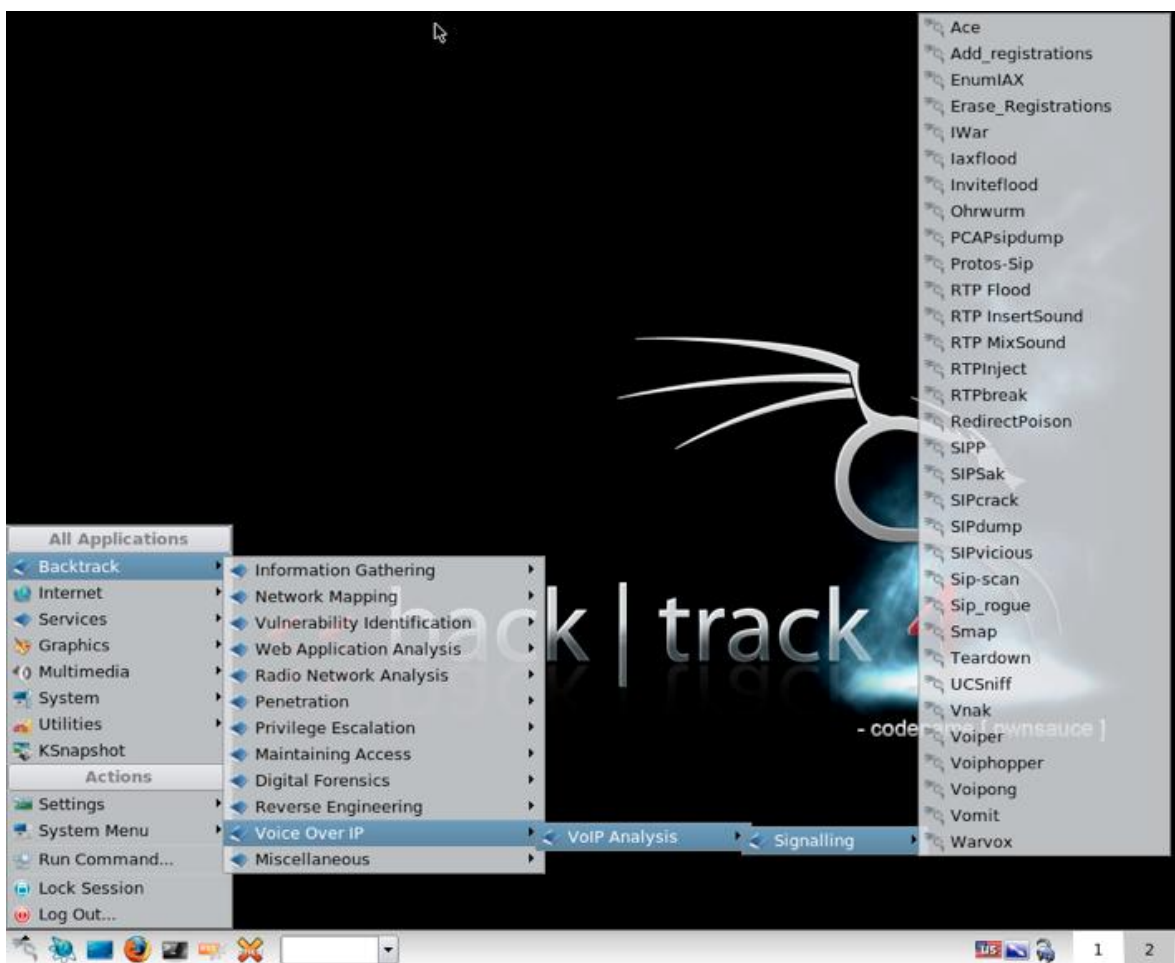 All Applications
Backtrack
Internet
Services
Graphics
Multimedia
System
Utilities
KSnapshot
Actions
Settings
System Menu
Run Command...
Lock Session
Log Out...
Information Gathering
Network Mapping
Vulnerability Identification
Web Application Analysis
Radio Network Analysis
Penetration
Privilege Escalation
Maintaining Access
Digital Forensics
Reverse Engineering
Voice Over IP
Miscellaneous
VoIP Analysis
Signalling
Ace
Add_registrations
EnumIAX
Erase_Registrations
IWar
Iaxflood
Inviteflood
Ohrwurm
PCAPsipdump
Protos-Sip
RTP Flood
RTP InsertSound
RTP MixSound
RTPInject
RTPbreak
RedirectPoison
SIPP
SIPSak
SIPcrack
SIPdump
SIPvicious
Sip-scan
Sip_rogue
Smap
Teardown
UCSniff
Vnak
Voiper
Voiphopper
Voipong
Vomit
Warvox
back | track 4
- codename [ pwnsauce ]
US
1 2